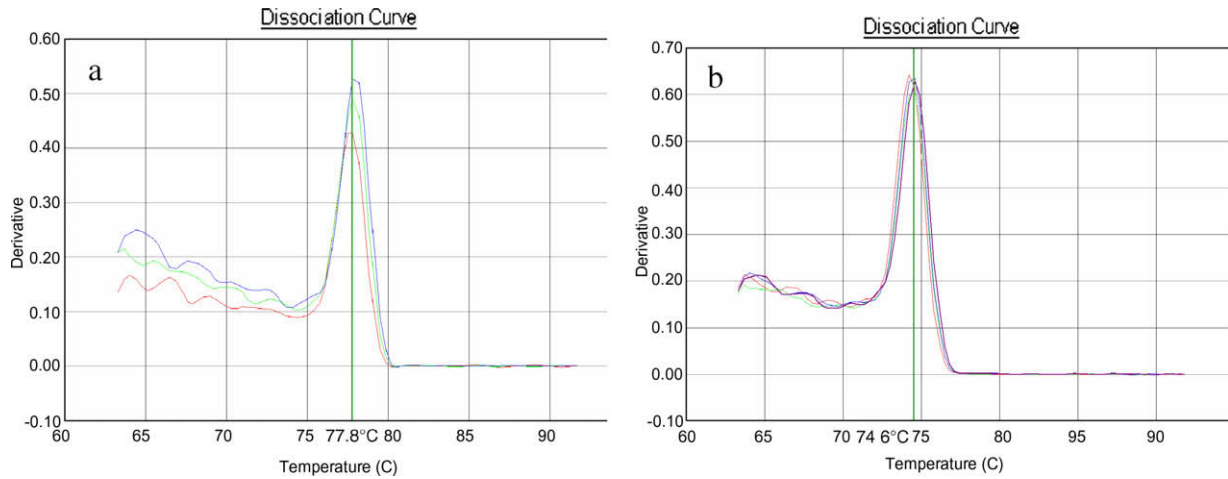 Dissociation Curve
a
0.60
0.50
0.40
0.30
0.20
0.10
0.00
-0.10
Derivative
60 65 70 75 77.8°C 80 85 90
Temperature (C)
Dissociation Curve
b
0.70
0.60
0.50
0.40
0.30
0.20
0.10
0.00
-0.10
Derivative
60 65 70 74 6°C 75 80 95 90
Temperature (C)